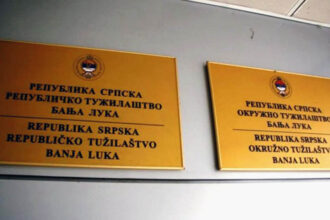 РЕПУБЛИКА СРПСКА
РЕПУБЛИЧКО ТУЖИЛАШТВО
БАЊА ЛУКА
REPUBLIKA SRPSKA
REPUBLIČKO TUŽILAŠTVO
BANJA LUKA
РЕПУБЛИКА СРПСКА
ОКРУЖНО ТУЖИЛАШТВО
БАЊА ЛУКА
REPUBLIKA SRPSKA
OKRUŽNO TUŽILAŠTVO
BANJA LUKA